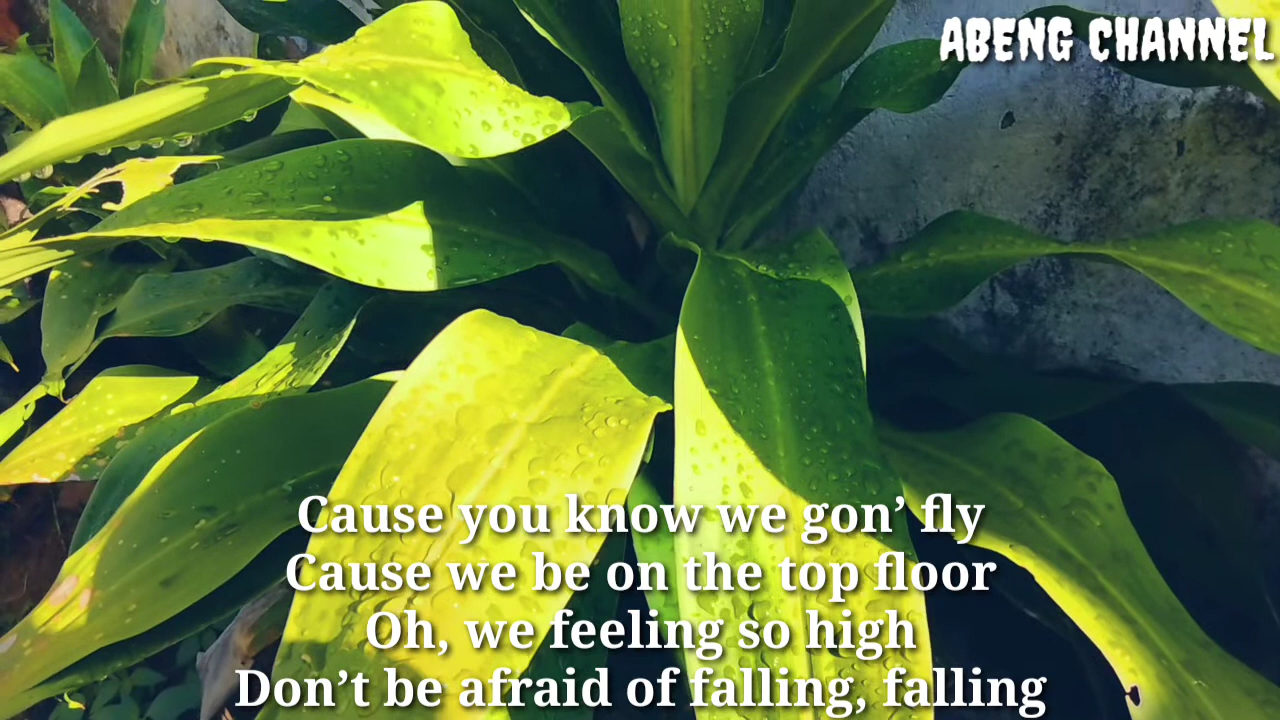 ABENG CHANNEL
Cause you know we gon’ fly
Cause we be on the top floor
Oh, we feeling so high
Don’t be afraid of falling, falling